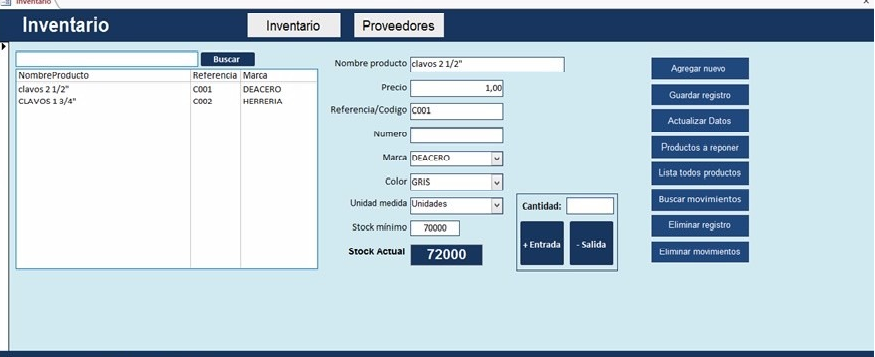 Inventario
Inventario Inventario Proveedores
Buscar
NombreProducto Referencia Marca
clavos 2 1/2" C001 DEACERO
CLAVOS 1 3/4" C002 HERRERIA
Nombre producto clavos 2 1/2"
Precio 1,00
Referencia/Codigo C001
Numero
Marca DEACERO
Color GRIS
Unidad medida Unidades
Stock mínimo 70000
Stock Actual 72000
Cantidad:
+ Entrada - Salida
Agregar nuevo
Guardar registro
Actualizar Datos
Productos a reponer
Lista todos productos
Buscar movimientos
Eliminar registro
Eliminar movimientos